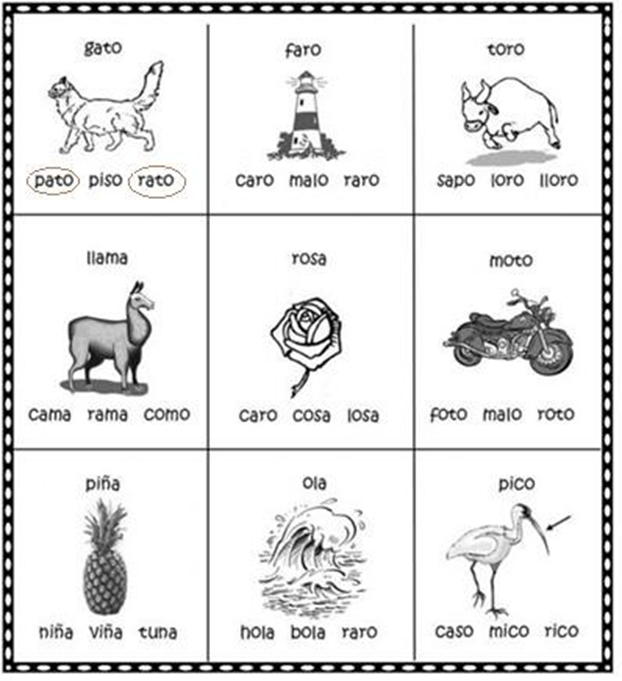 gato faro toro
pato piso rato caro malo raro sapo loro lloro
llama rosa moto
cama rama como caro cosa losa foto malo roto
piña ola pico
niña viña tuna hola bola raro caso mico rico